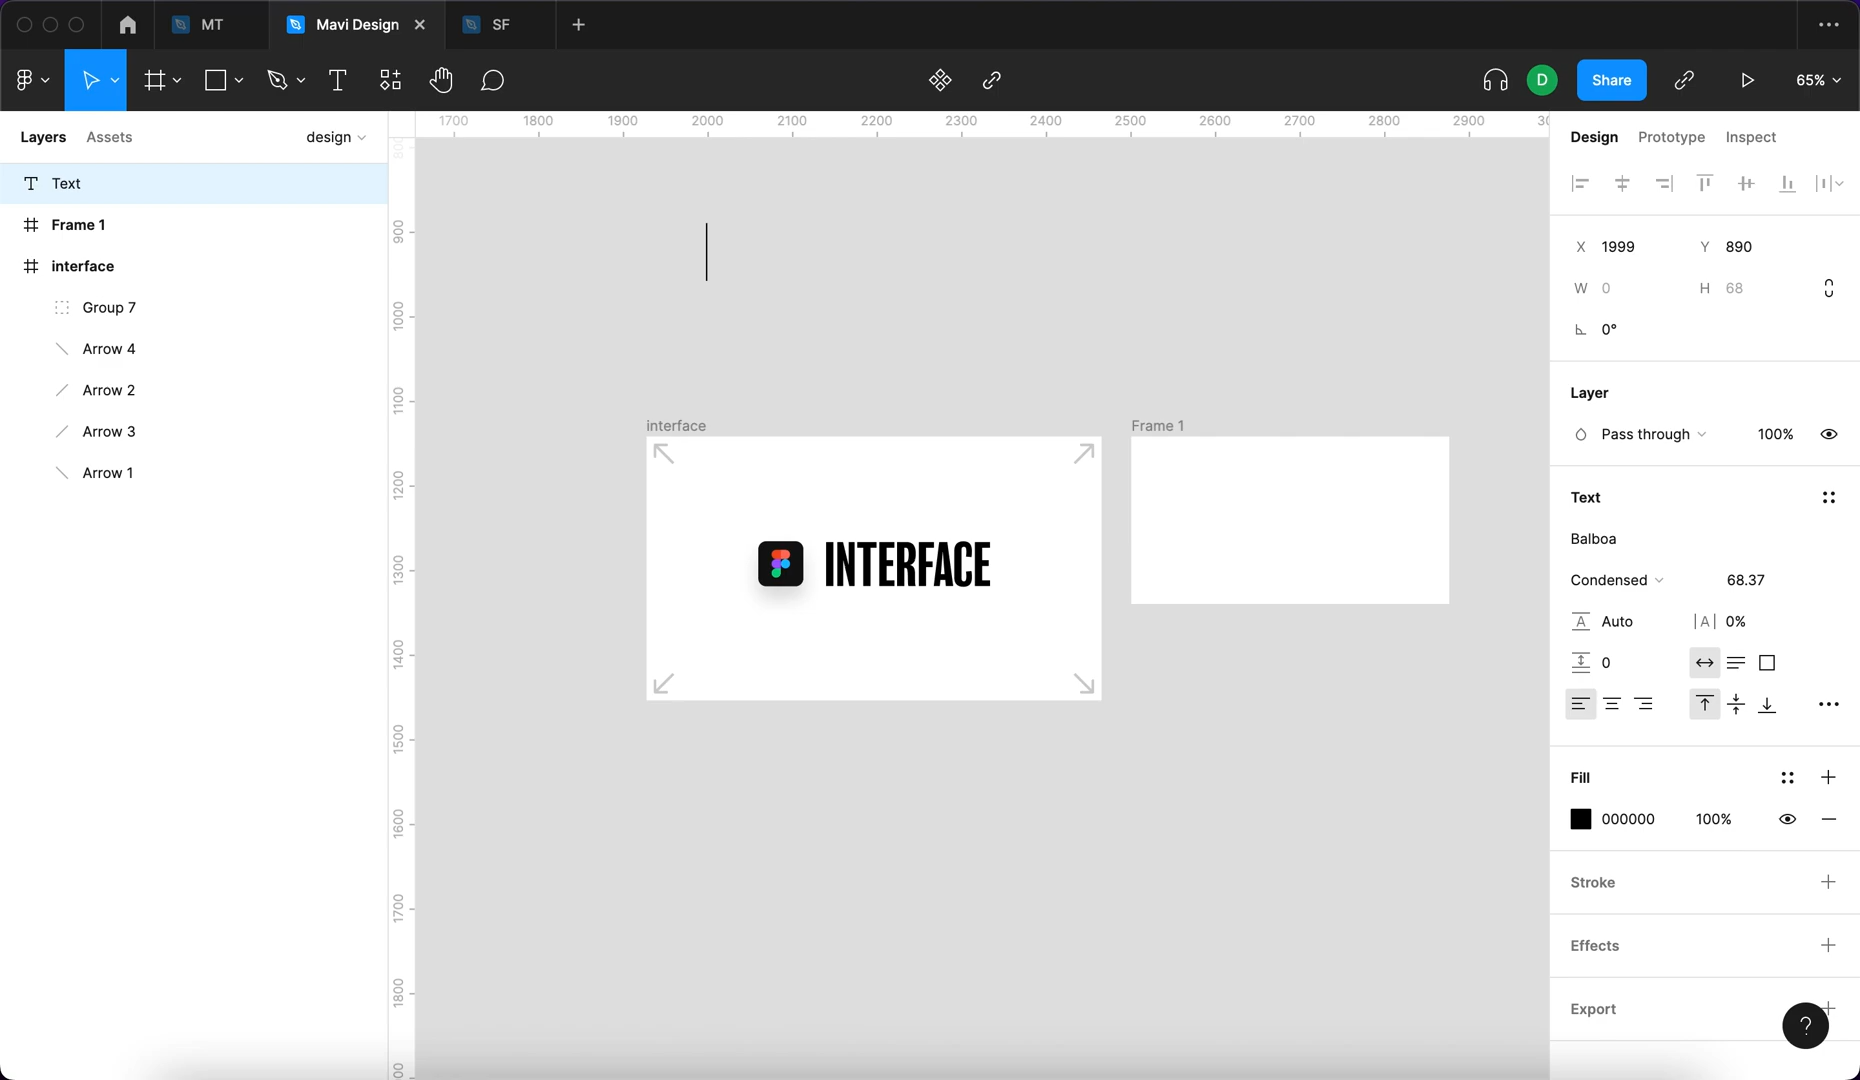 MT
Mavi Design
SF
D
Share
65%
Layers
Assets
design
1700 1800 1900 2000 2100 2200 2300 2400 2500 2600 2700 2800 2900
Text
Frame 1
interface
Group 7
Arrow 4
Arrow 2
Arrow 3
Arrow 1
900
1000
1100
1200
1300
1400
1500
1600
1700
1800
interface
Frame 1
INTERFACE
Design Prototype Inspect
X 1999 Y 890
W 0 H 68
0°
Layer
Pass through 100%
Text
Balboa
Condensed 68.37
A Auto |A| 0%
0
Fill
000000 100%
Stroke
Effects
Export
?